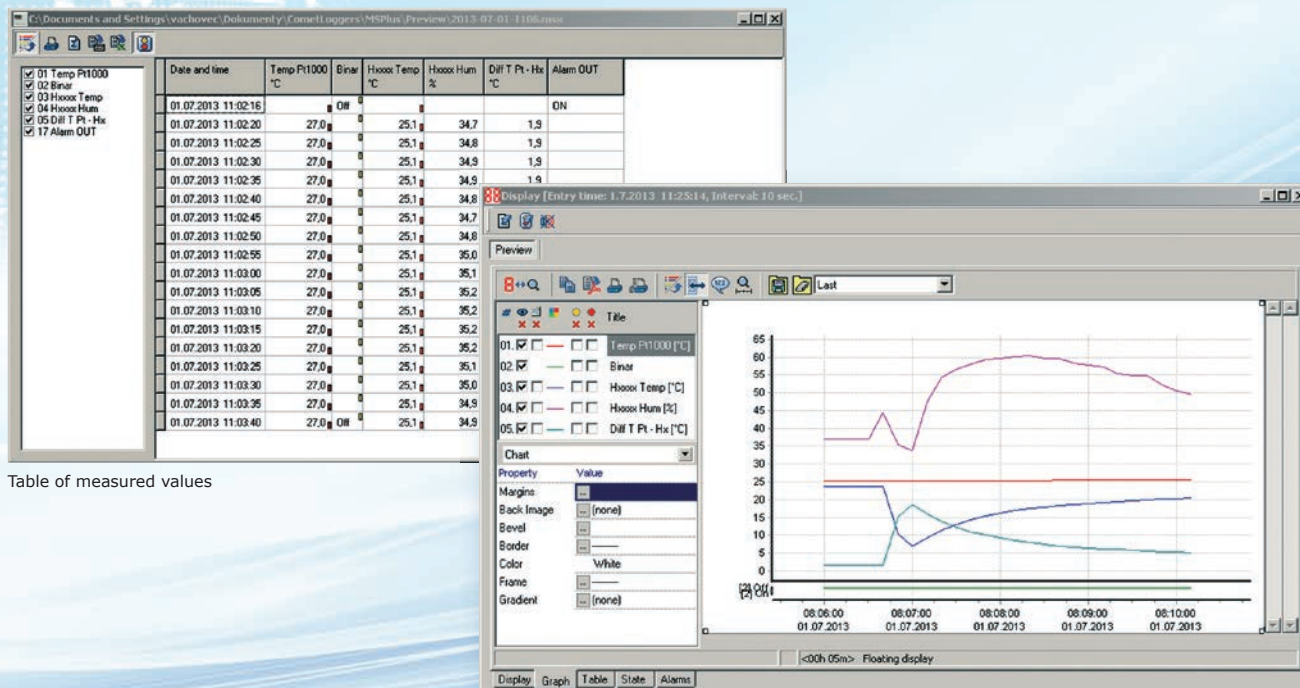 C:\Documents and Settings\vachovec\Dokumenty\CometLoggers\MSPlus\Preview\2013-07-01-1106.msx
01 Temp Pt1000
02 Binar
03 Hxxxx Temp
04 Hxxxx Hum
05 Diff T Pt - Hx
17 Alarm OUT
Date and time Temp Pt1000 °C Binar Hxxxx Temp °C Hxxxx Hum % Diff T Pt - Hx °C Alarm OUT
01.07.2013 11:02:16 Off ON
01.07.2013 11:02:20 27,0 25,1 34,7 1,9
01.07.2013 11:02:25 27,0 25,1 34,8 1,9
01.07.2013 11:02:30 27,0 25,1 34,9 1,9
01.07.2013 11:02:35 27,0 25,1 34,9 1,9
01.07.2013 11:02:40 27,0 25,1 34,8
01.07.2013 11:02:45 27,0 25,1 34,7
01.07.2013 11:02:50 27,0 25,1 34,8
01.07.2013 11:02:55 27,0 25,1 35,0
01.07.2013 11:03:00 27,0 25,1 35,1
01.07.2013 11:03:05 27,0 25,1 35,2
01.07.2013 11:03:10 27,0 25,1 35,2
01.07.2013 11:03:15 27,0 25,1 35,2
01.07.2013 11:03:20 27,0 25,1 35,2
01.07.2013 11:03:25 27,0 25,1 35,1
01.07.2013 11:03:30 27,0 25,1 35,0
01.07.2013 11:03:35 27,0 25,1 34,9
01.07.2013 11:03:40 27,0 Off 25,1 34,9
Table of measured values
Display [Entry time: 1.7.2013 11:25:14, Interval: 10 sec.]
Preview
Last
# Title
01. Temp Pt1000 [°C]
02. Binar
03. Hxxxx Temp [°C]
04. Hxxxx Hum [%]
05. Diff T Pt - Hx [°C]
Chart
Property Value
Margins
Back Image (none)
Bevel
Border
Color White
Frame
Gradient (none)
65
60
55
50
45
40
35
30
25
20
15
10
5
0
[2] Off
[2] On
08:06:00 08:07:00 08:08:00 08:09:00 08:10:00
01.07.2013 01.07.2013 01.07.2013 01.07.2013 01.07.2013
<00h 05m> Floating display
Display Graph Table State Alarms